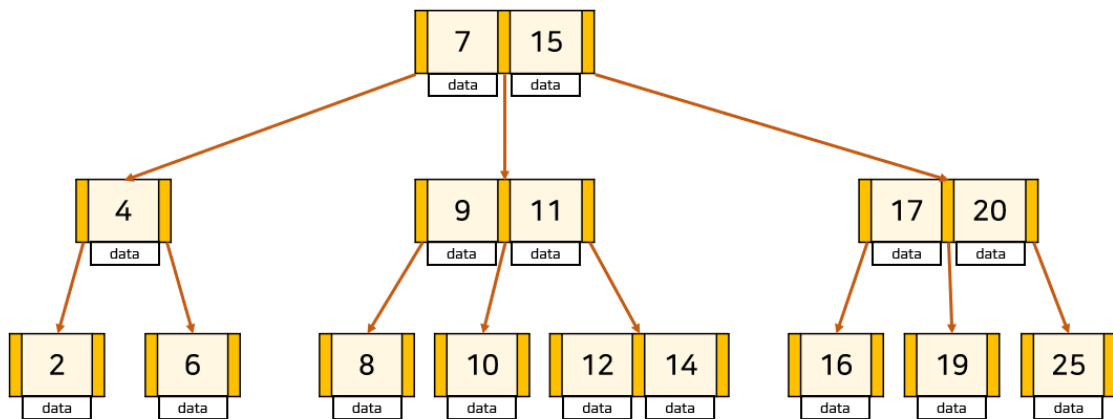 7 15
data data
4 9 11 17 20
data data data data data
2 6 8 10 12 14 16 19 25
data data data data data data data data data